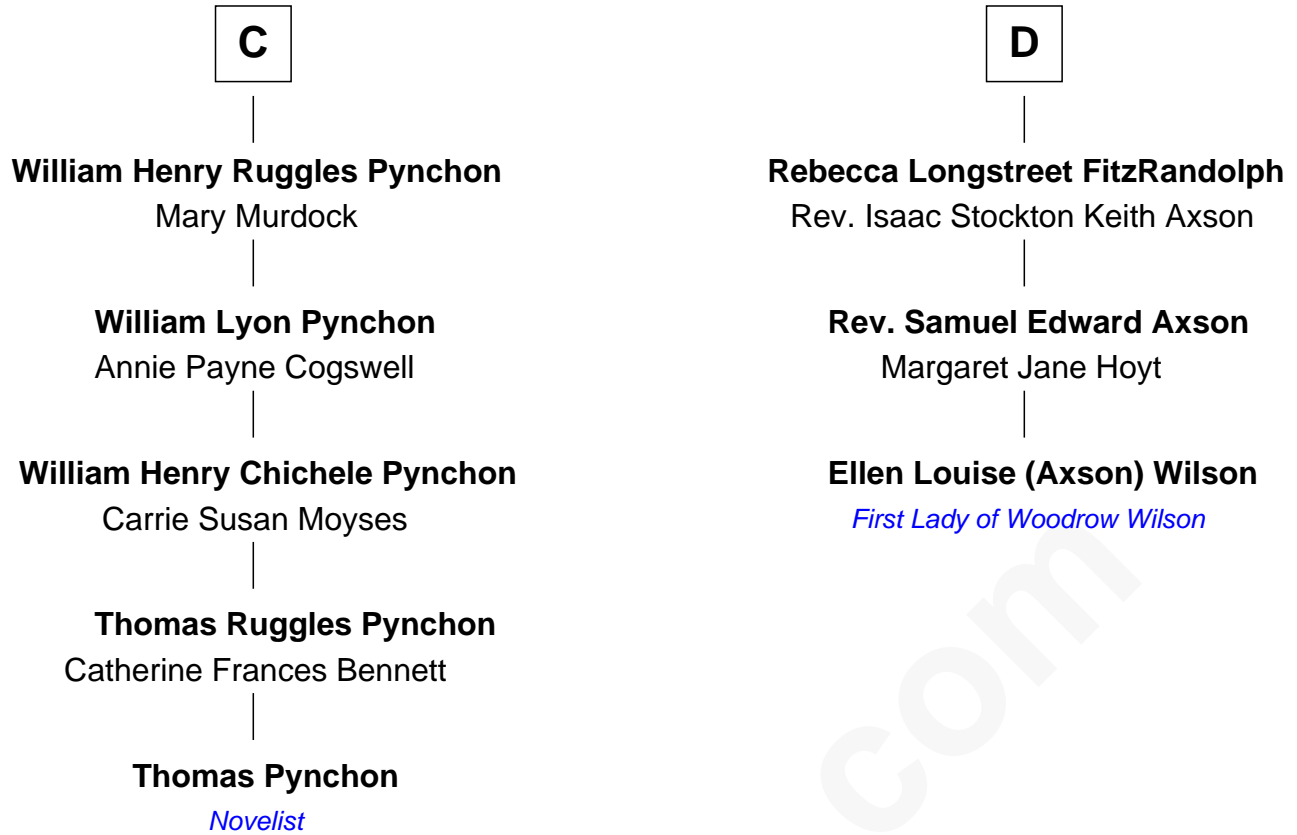 C
William Henry Ruggles Pynchon
Mary Murdock
William Lyon Pynchon
Annie Payne Cogswell
William Henry Chichele Pynchon
Carrie Susan Moyses
Thomas Ruggles Pynchon
Catherine Frances Bennett
Thomas Pynchon
Novelist
D
Rebecca Longstreet FitzRandolph
Rev. Isaac Stockton Keith Axson
Rev. Samuel Edward Axson
Margaret Jane Hoyt
Ellen Louise (Axson) Wilson
First Lady of Woodrow Wilson
com